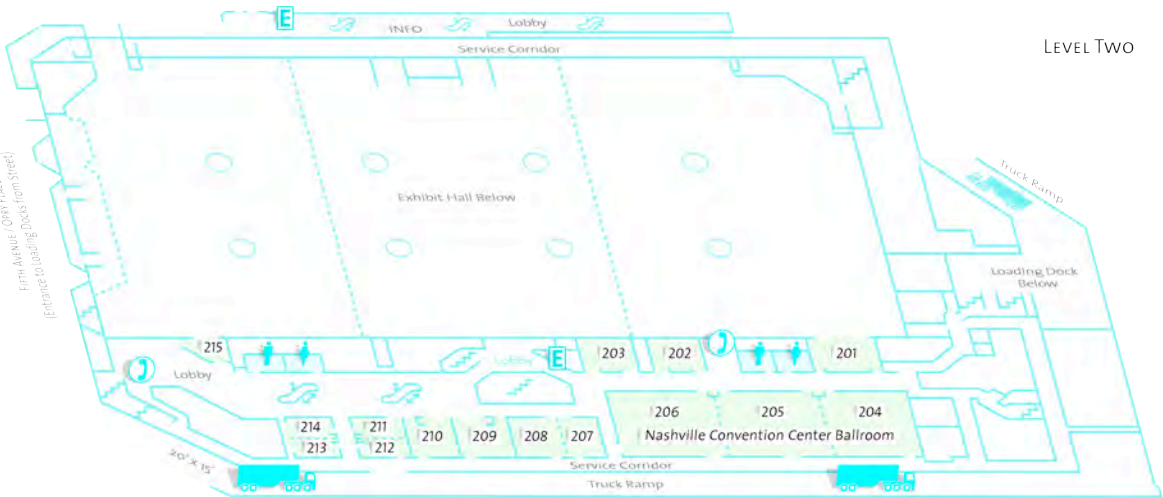 E
Lobby
INFO
Service Corridor
LEVEL TWO
Truck Ramp
FIFTH AVENUE / OPRY PLACE
(Entrance to Loading Docks from Street)
Exhibit Hall Below
Loading Dock
Below
215
Lobby
E
203
202
201
Lobby
206
205
204
214
211
210
209
208
207
Nashville Convention Center Ballroom
213
212
20' X 15'
Service Corridor
Truck Ramp